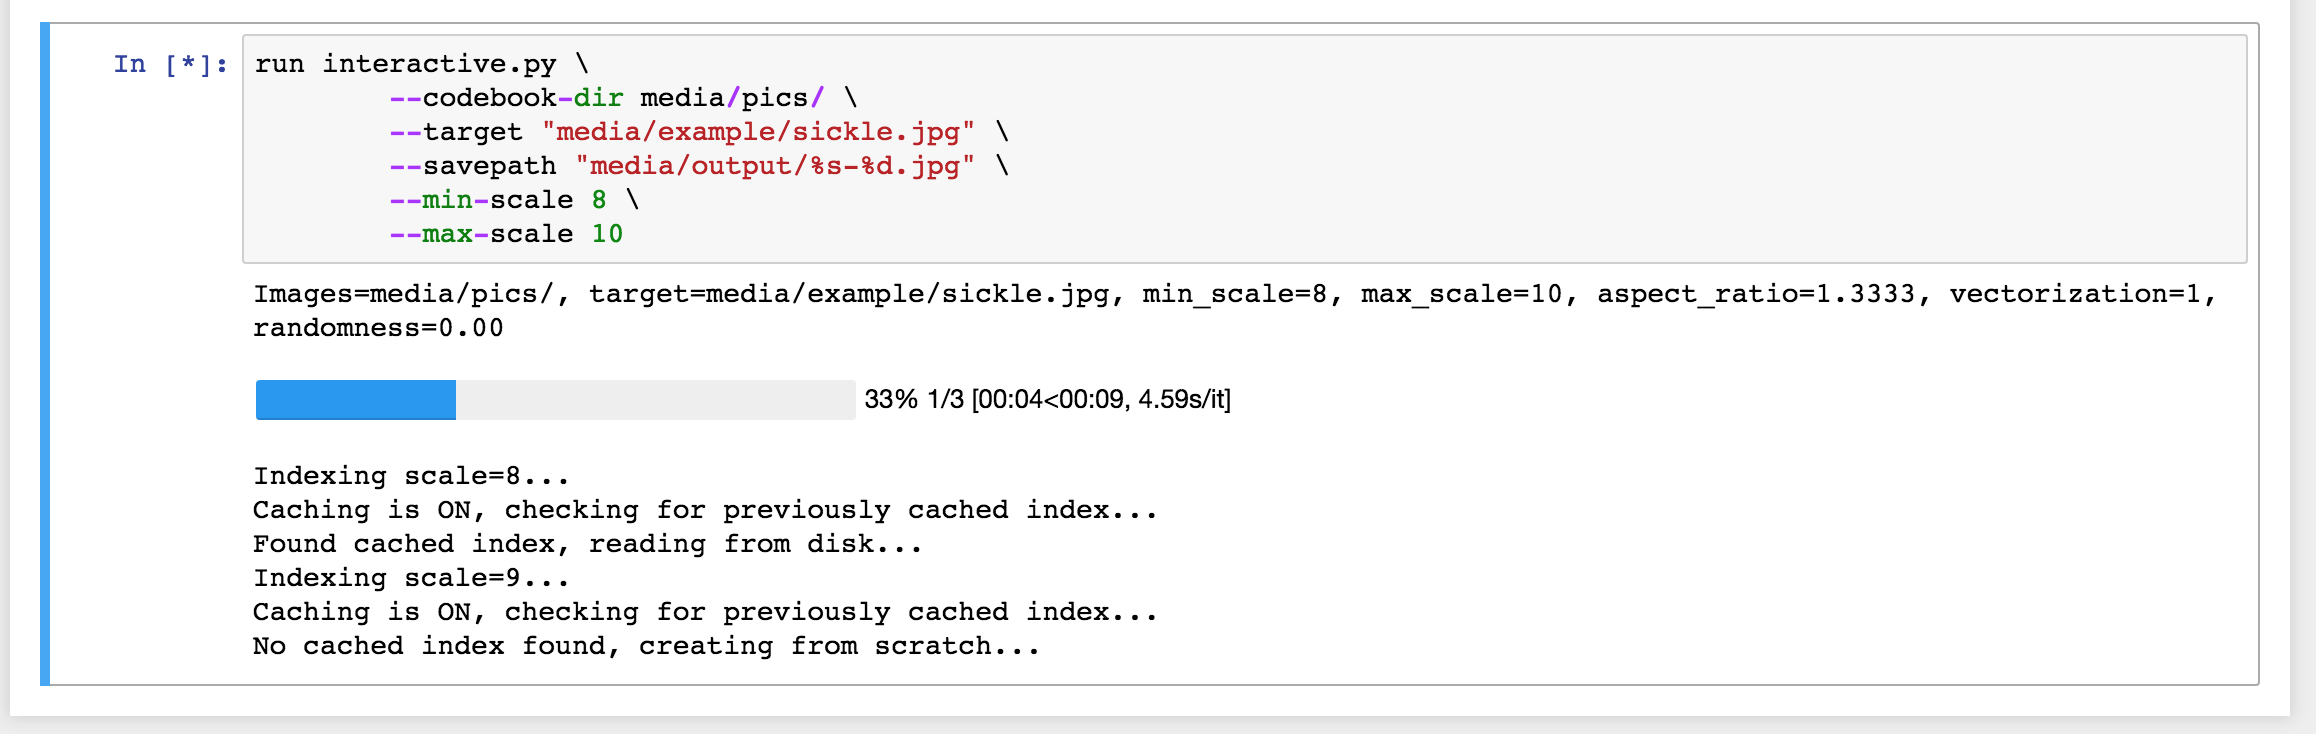 In [*]: run interactive.py \
--codebook-dir media/pics/ \
--target "media/example/sickle.jpg" \
--savepath "media/output/%s-%d.jpg" \
--min-scale 8 \
--max-scale 10
Images=media/pics/, target=media/example/sickle.jpg, min_scale=8, max_scale=10, aspect_ratio=1.3333, vectorization=1,
randomness=0.00
33% 1/3 [00:04<00:09, 4.59s/it]
Indexing scale=8...
Caching is ON, checking for previously cached index...
Found cached index, reading from disk...
Indexing scale=9...
Caching is ON, checking for previously cached index...
No cached index found, creating from scratch...